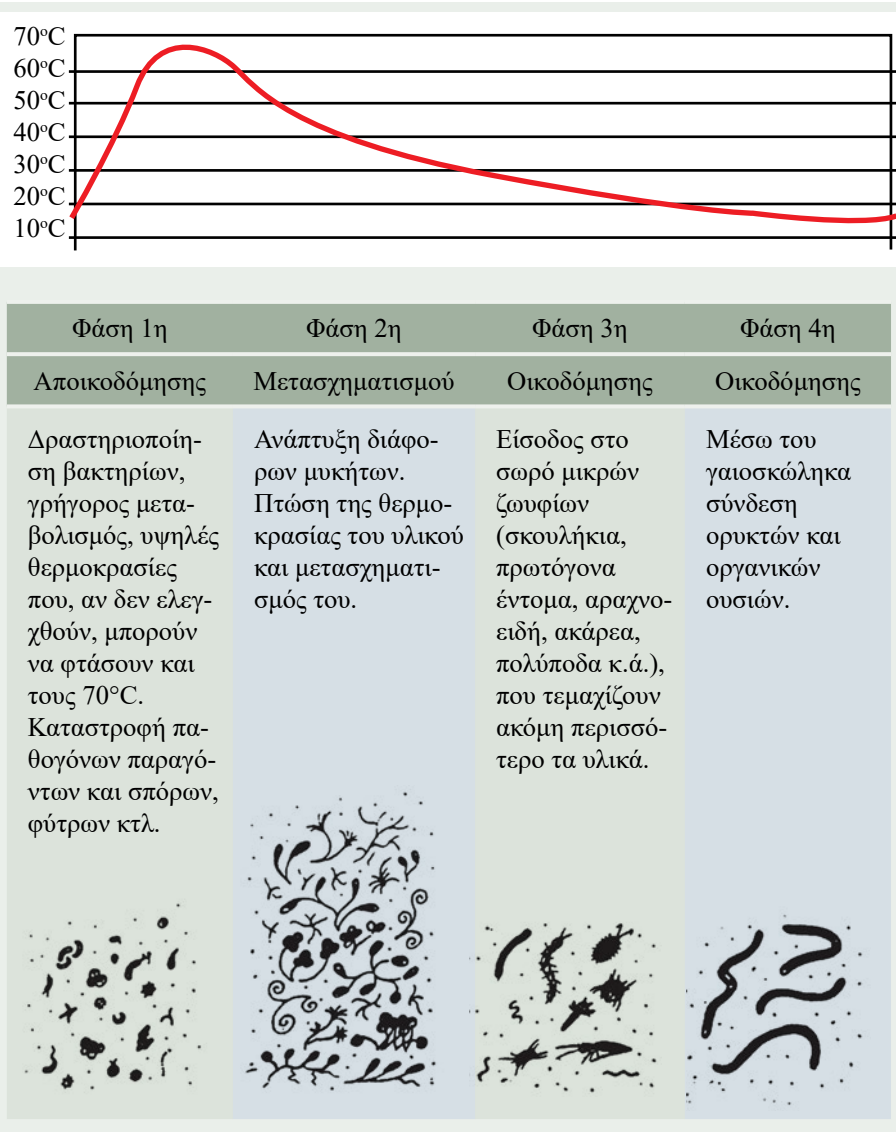 70°C
60°C
50°C
40°C
30°C
20°C
10°C
Φάση 1η
Φάση 2η
Φάση 3η
Φάση 4η
Αποικοδόμησης
Μετασχηματισμού
Οικοδόμησης
Οικοδόμησης
Δραστηριοποίη-
ση βακτηρίων,
γρήγορος μετα-
βολισμός, υψηλές
θερμοκρασίες
που, αν δεν ελεγ-
χθούν, μπορούν
να φτάσουν και
τους 70°C.
Καταστροφή πα-
θογόνων παραγό-
ντων και σπόρων,
φύτρων κτλ.
Ανάπτυξη διάφο-
ρων μυκήτων.
Πτώση της θερμο-
κρασίας του υλικού
και μετασχηματι-
σμός του.
Είσοδος στο
σωρό μικρών
ζωυφίων
(σκουλήκια,
πρωτόγονα
έντομα, αραχνο-
ειδή, ακάρεα,
πολύποδα κ.ά.),
που τεμαχίζουν
ακόμη περισσό-
τερο τα υλικά.
Μέσω του
γαιοσκώληκα
σύνδεση
ορυκτών και
οργανικών
ουσιών.